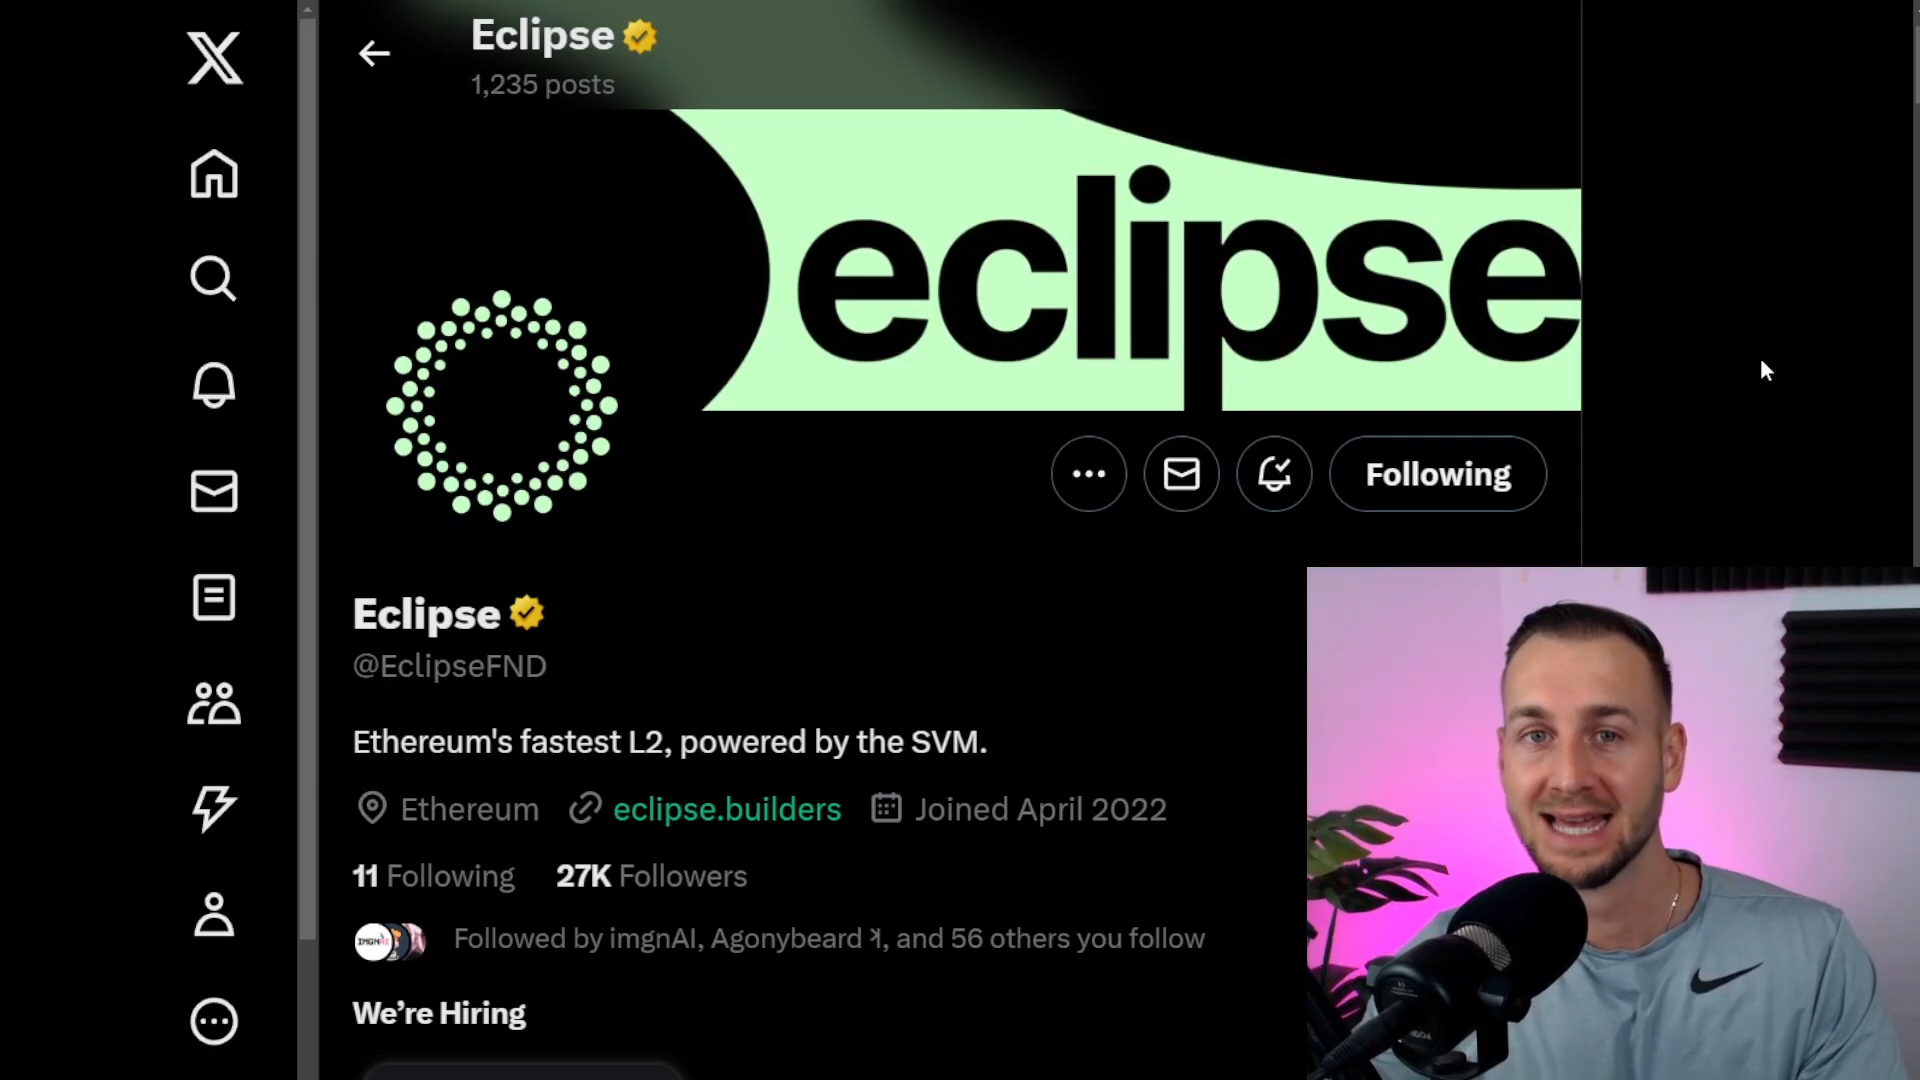 Eclipse
1,235 posts
eclipse
Following
Eclipse
@EclipseFND
Ethereum's fastest L2, powered by the SVM.
Ethereum eclipse.builders Joined April 2022
11 Following 27K Followers
IMGNAI
Followed by imgnAI, Agonybeard, and 56 others you follow
We’re Hiring